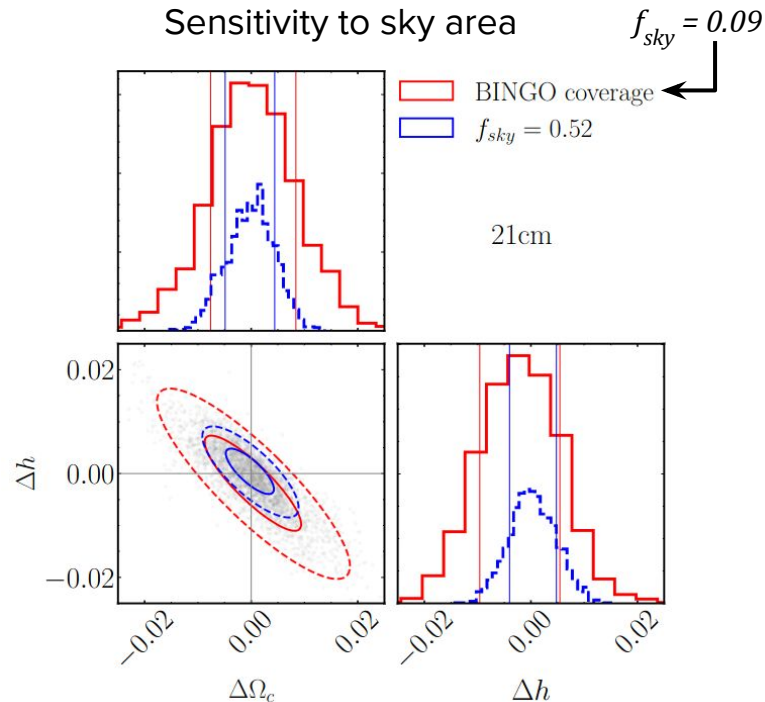 Sensitivity to sky area
f_sky = 0.09
BINGO coverage
f_sky = 0.52
21cm
0.02
0.00
−0.02
Δh
−0.02
0.00
0.02
ΔΩ_c
−0.02
0.00
0.02
Δh